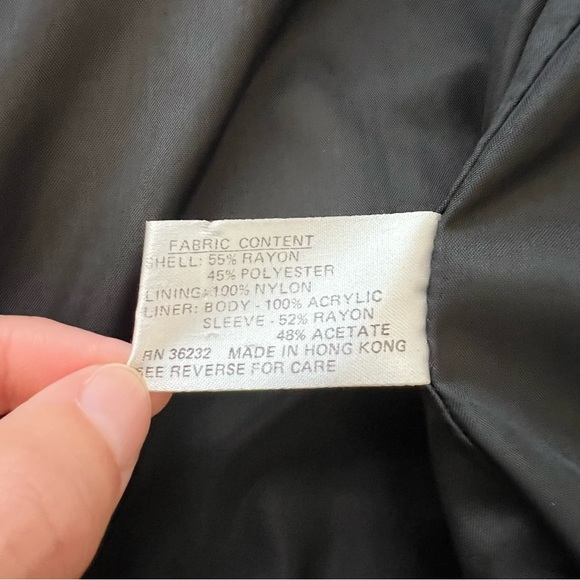 FABRIC CONTENT
SHELL: 55% RAYON
45% POLYESTER
LINING: 100% NYLON
LINER: BODY - 100% ACRYLIC
SLEEVE - 52% RAYON
48% ACETATE
RN 36232 MADE IN HONG KONG
SEE REVERSE FOR CARE